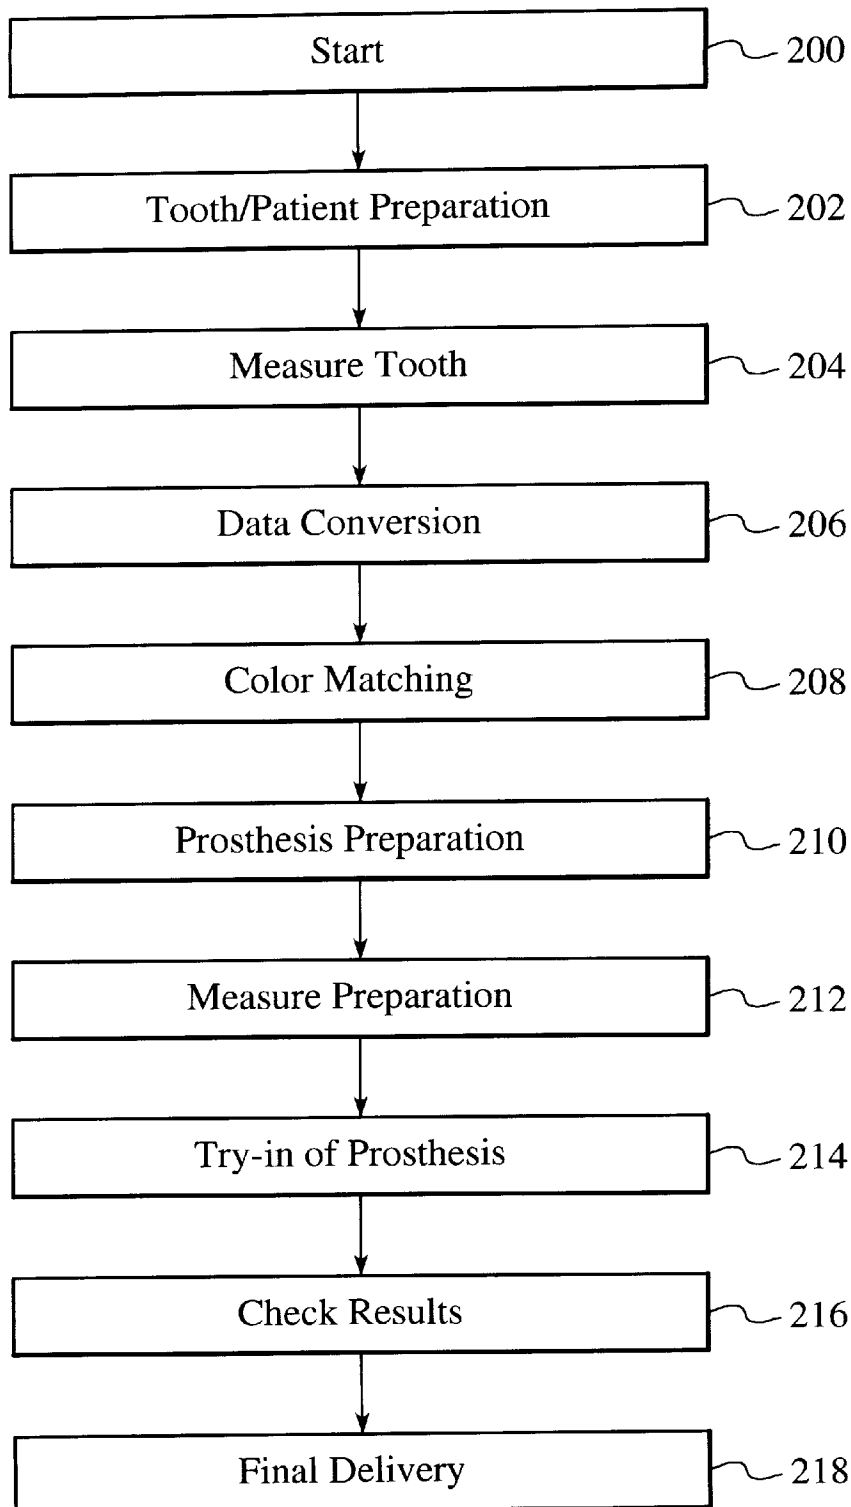 Start 200
Tooth/Patient Preparation 202
Measure Tooth 204
Data Conversion 206
Color Matching 208
Prosthesis Preparation 210
Measure Preparation 212
Try-in of Prosthesis 214
Check Results 216
Final Delivery 218